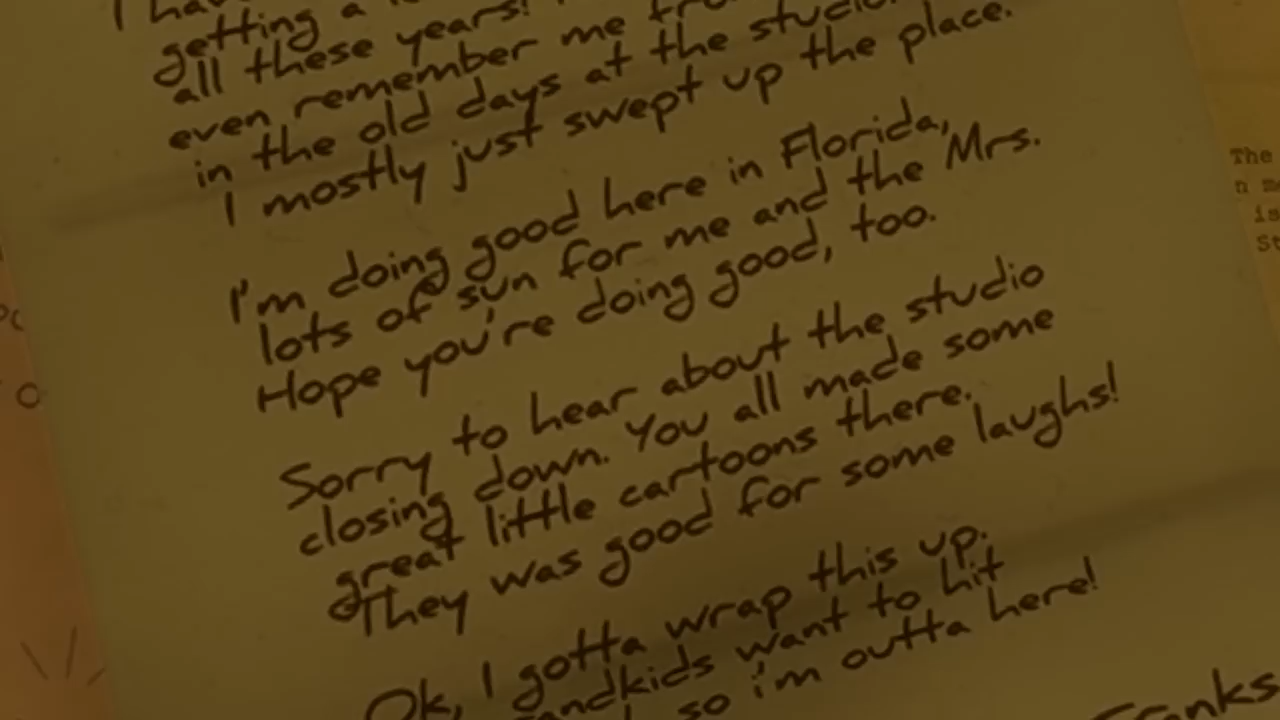 I
getting a
all these years!
even remember me
in the old days at the studio.
I mostly just swept up the place.
I'm doing good here in Florida,
lots of sun for me and the Mrs.
Hope you're doing good, too.
Sorry to hear about the studio
closing down. You all made some
great little cartoons there.
They was good for some laughs!
Ok, I gotta wrap this up.
want to hit
so i'm outta here!
The
is